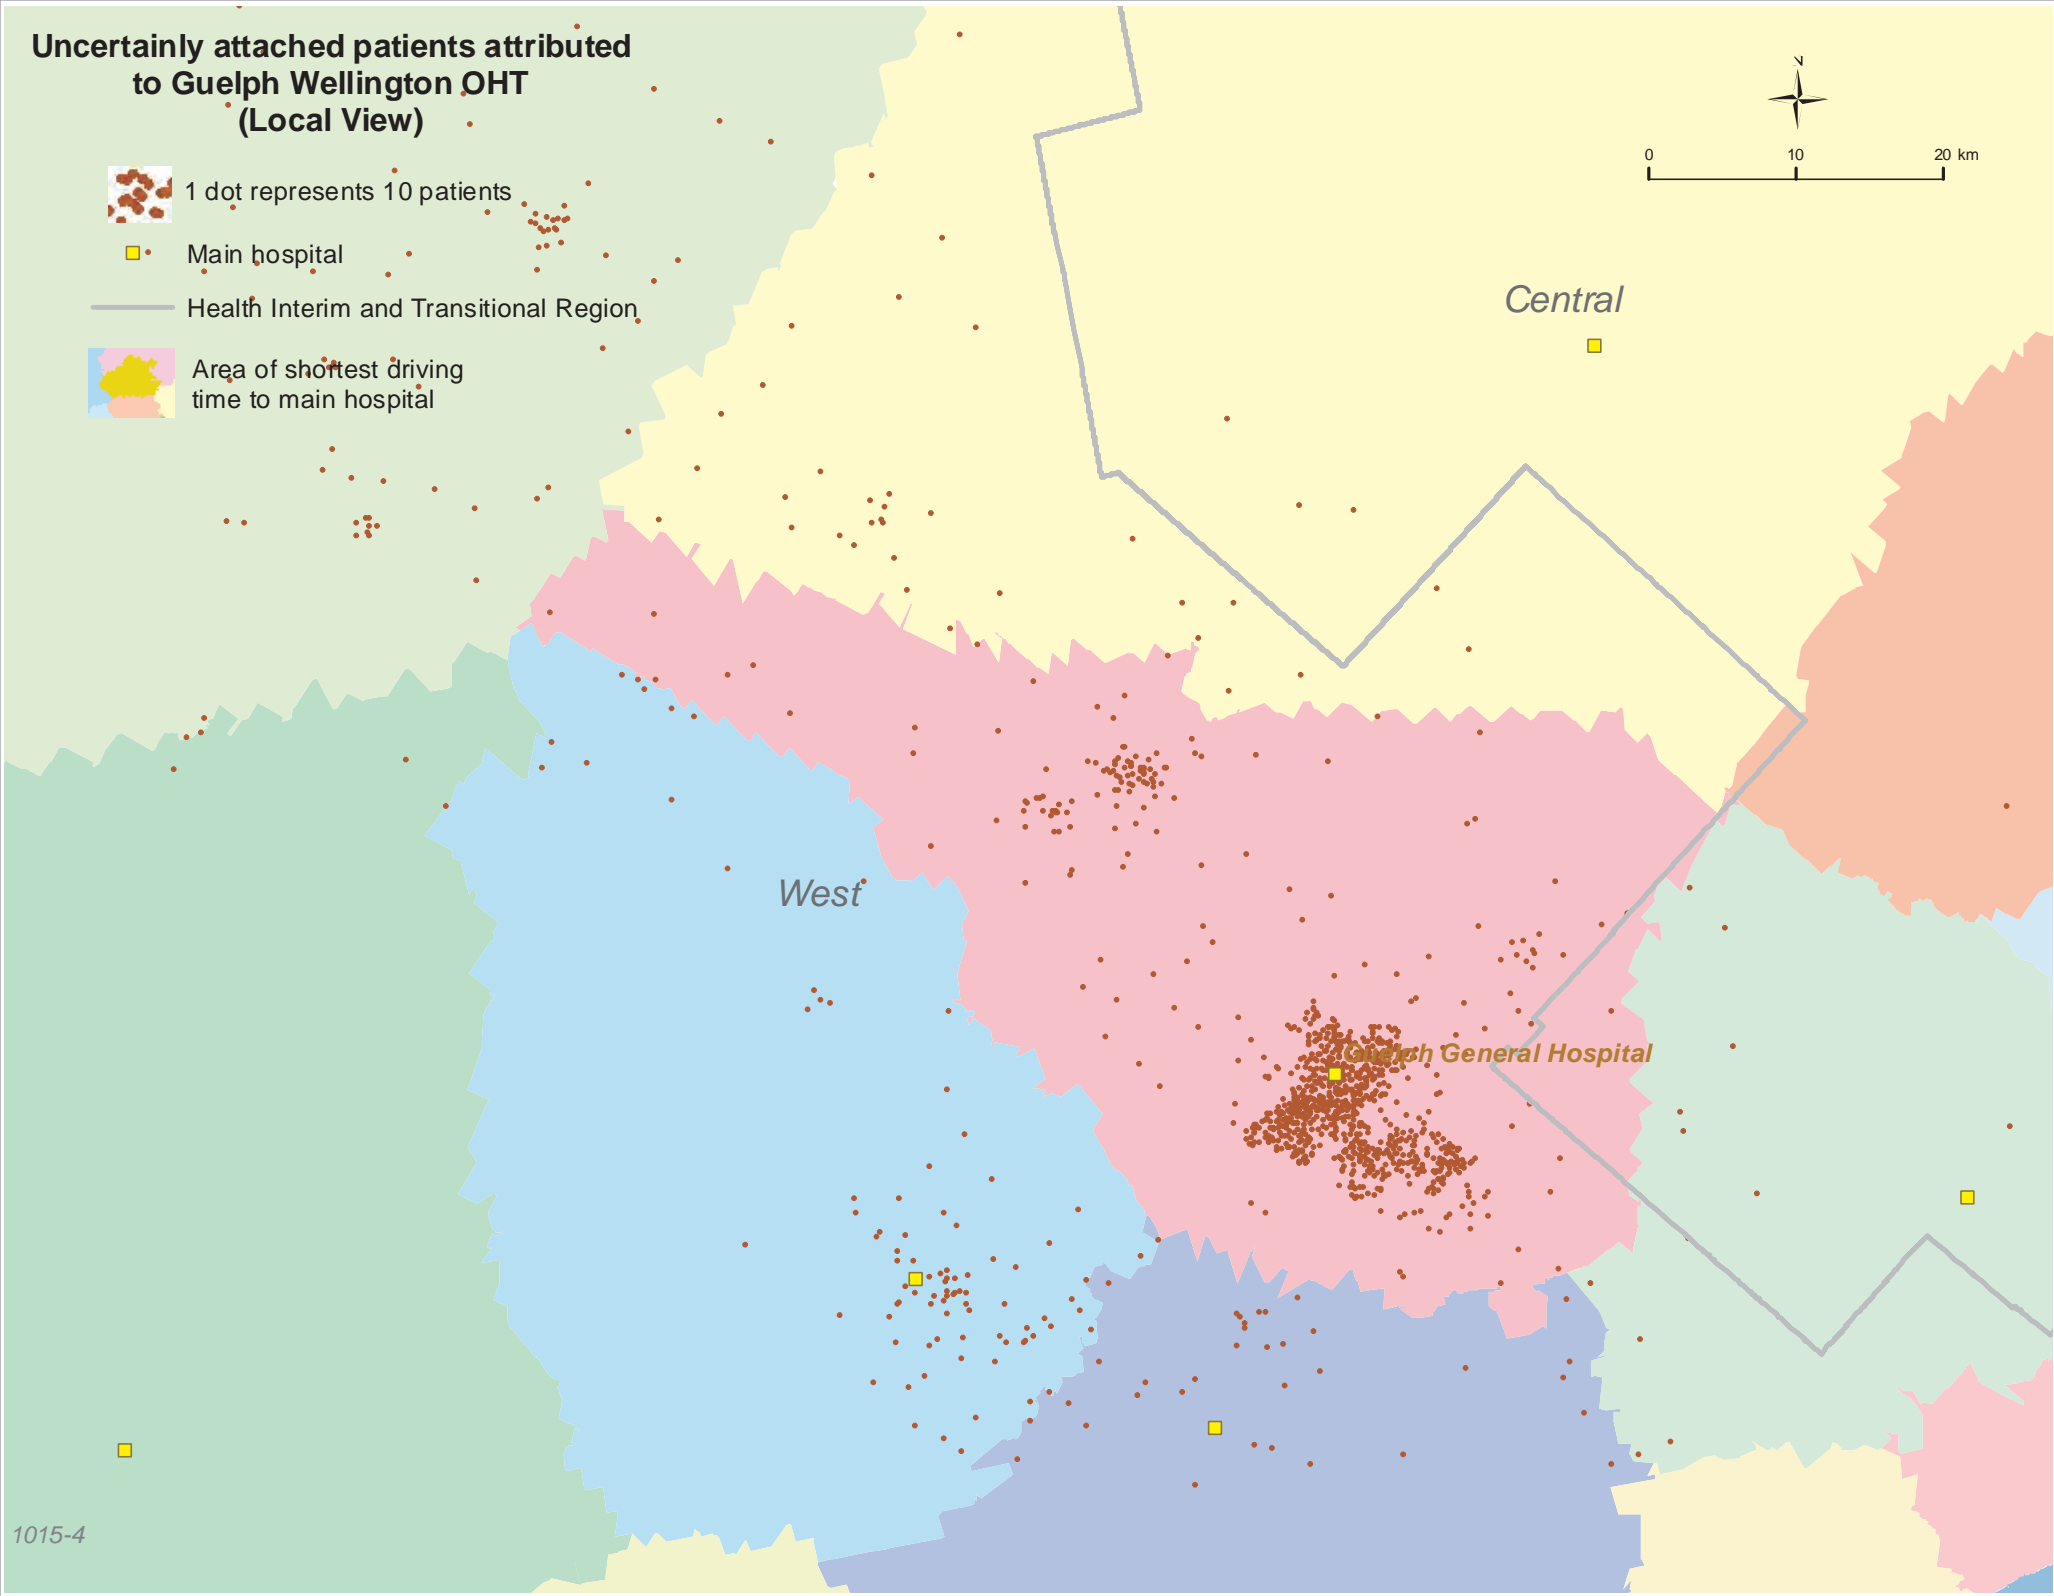 Uncertainly attached patients attributed
to Guelph Wellington OHT
(Local View)
N
0 10 20 km
1 dot represents 10 patients
Main hospital
Health Interim and Transitional Region
Area of shortest driving
time to main hospital
Central
West
Guelph General Hospital
1015-4